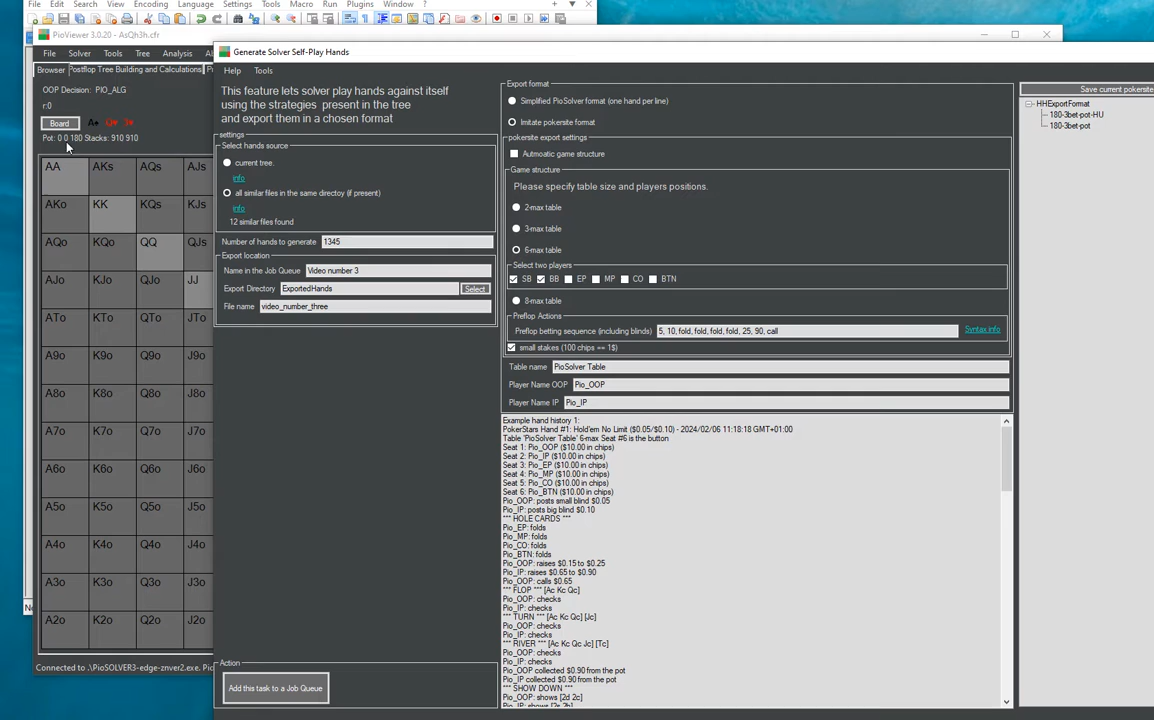 File Edit Search View Encoding Language Settings Tools Macro Run Plugins Window ?
PioViewer 3.0.20 - AsQh3h.cfr
File Solver Tools Tree Analysis
Browser Postflop Tree Building and Calculations
OOP Decision: PIO_ALG
r:0
Board A♠
Pot: 0 0 180 Stacks: 910 910
AA AKs AQs AJs
AKo KK KQs KJs
AQo KQo QQ QJs
AJo KJo QJo JJ
ATo KTo QTo JTo
A9o K9o Q9o J9o
A8o K8o Q8o J8o
A7o K7o Q7o J7o
A6o K6o Q6o J6o
A5o K5o Q5o J5o
A4o K4o Q4o J4o
A3o K3o Q3o J3o
A2o K2o Q2o J2o
Connected to .\PioSOLVER3-edge-znver2.exe.
Generate Solver Self-Play Hands
Help Tools
This feature lets solver play hands against itself
using the strategies present in the tree
and export them in a chosen format
settings
Select hands source
current tree.
info
all similar files in the same directoy (if present)
info
12 similar files found
Number of hands to generate 1345
Export location
Name in the Job Queue Video number 3
Export Directory ExportedHands Select
File name video_number_three
Action
Add this task to a Job Queue
Export format
Simplified PioSolver format (one hand per line)
Imitate pokersite format
pokersite export settings
Autmoatic game structure
Game structure
Please specify table size and players positions.
2-max table
3-max table
6-max table
Select two players
SB BB EP MP CO BTN
8-max table
Preflop Actions
Preflop betting sequence (including blinds) 5, 10, fold, fold, fold, fold, 25, 90, call Syntax info
small stakes (100 chips == 1$)
Table name PioSolver Table
Player Name OOP Pio_OOP
Player Name IP Pio_IP
Example hand history 1:
PokerStars Hand #1: Hold'em No Limit ($0.05/$0.10) - 2024/02/06 11:18:18 GMT+01:00
Table 'PioSolver Table' 6-max Seat #6 is the button
Seat 1: Pio_OOP ($10.00 in chips)
Seat 2: Pio_IP ($10.00 in chips)
Seat 3: Pio_EP ($10.00 in chips)
Seat 4: Pio_MP ($10.00 in chips)
Seat 5: Pio_CO ($10.00 in chips)
Seat 6: Pio_BTN ($10.00 in chips)
Pio_OOP: posts small blind $0.05
Pio_IP: posts big blind $0.10
*** HOLE CARDS ***
Pio_EP: folds
Pio_MP: folds
Pio_CO: folds
Pio_BTN: folds
Pio_OOP: raises $0.15 to $0.25
Pio_IP: raises $0.65 to $0.90
Pio_OOP: calls $0.65
*** FLOP *** [Ac Kc Qc]
Pio_OOP: checks
Pio_IP: checks
*** TURN *** [Ac Kc Qc] [Jc]
Pio_OOP: checks
Pio_IP: checks
*** RIVER *** [Ac Kc Qc Jc] [Tc]
Pio_OOP: checks
Pio_IP: checks
Pio_OOP collected $0.90 from the pot
Pio_IP collected $0.90 from the pot
*** SHOW DOWN ***
Pio_OOP: shows [2d 2c]
Pio_IP: shows [2s 2h]
Save current pokersite
HHExportFormat
180-3bet-pot-HU
180-3bet-pot